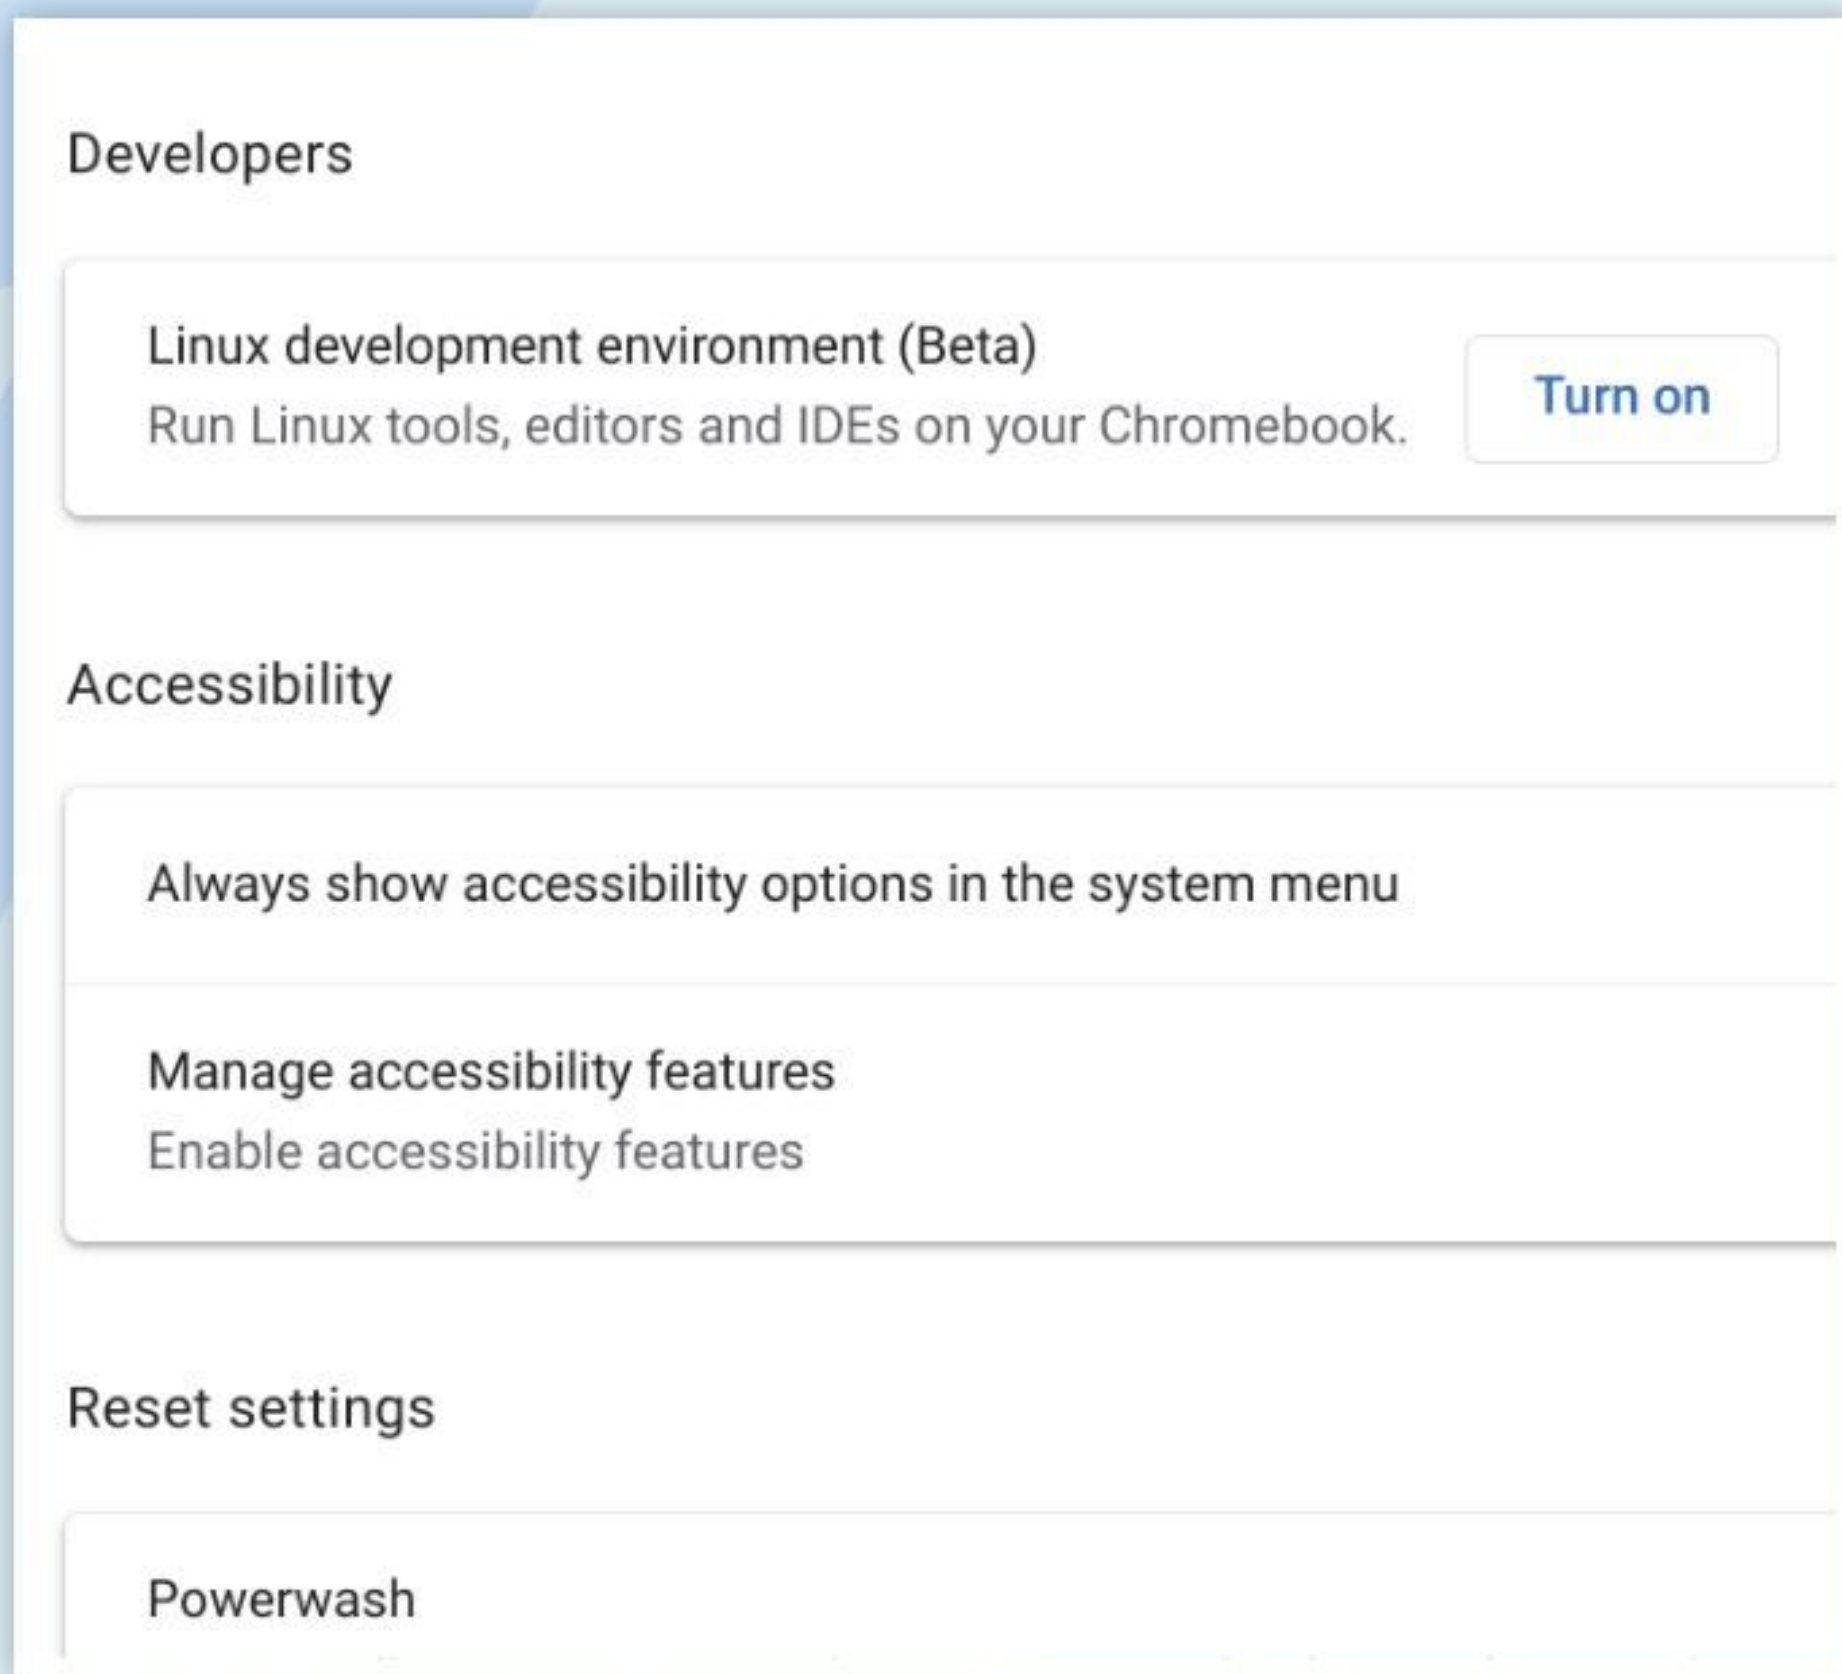 Developers
Linux development environment (Beta)
Run Linux tools, editors and IDEs on your Chromebook.
Turn on
Accessibility
Always show accessibility options in the system menu
Manage accessibility features
Enable accessibility features
Reset settings
Powerwash